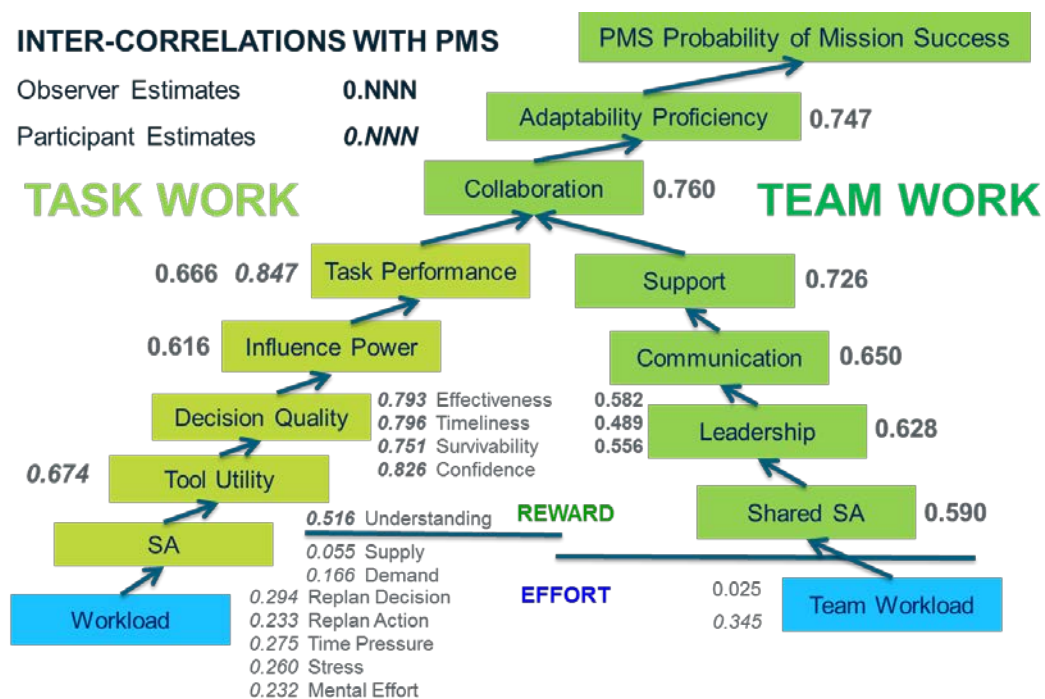 INTER-CORRELATIONS WITH PMS
PMS Probability of Mission Success
Observer Estimates 0.NNN
Participant Estimates 0.NNN
Adaptability Proficiency 0.747
TASK WORK
Collaboration 0.760
TEAM WORK
0.666 0.847 Task Performance
Support 0.726
0.616 Influence Power
Communication 0.650
Decision Quality
0.793 Effectiveness 0.582
0.796 Timeliness 0.489
0.751 Survivability 0.556
0.826 Confidence
Leadership 0.628
0.674 Tool Utility
0.516 Understanding
REWARD
Shared SA 0.590
SA
0.055 Supply
0.166 Demand
EFFORT
Workload
0.294 Replan Decision
0.233 Replan Action
0.275 Time Pressure
0.260 Stress
0.232 Mental Effort
0.025
0.345
Team Workload